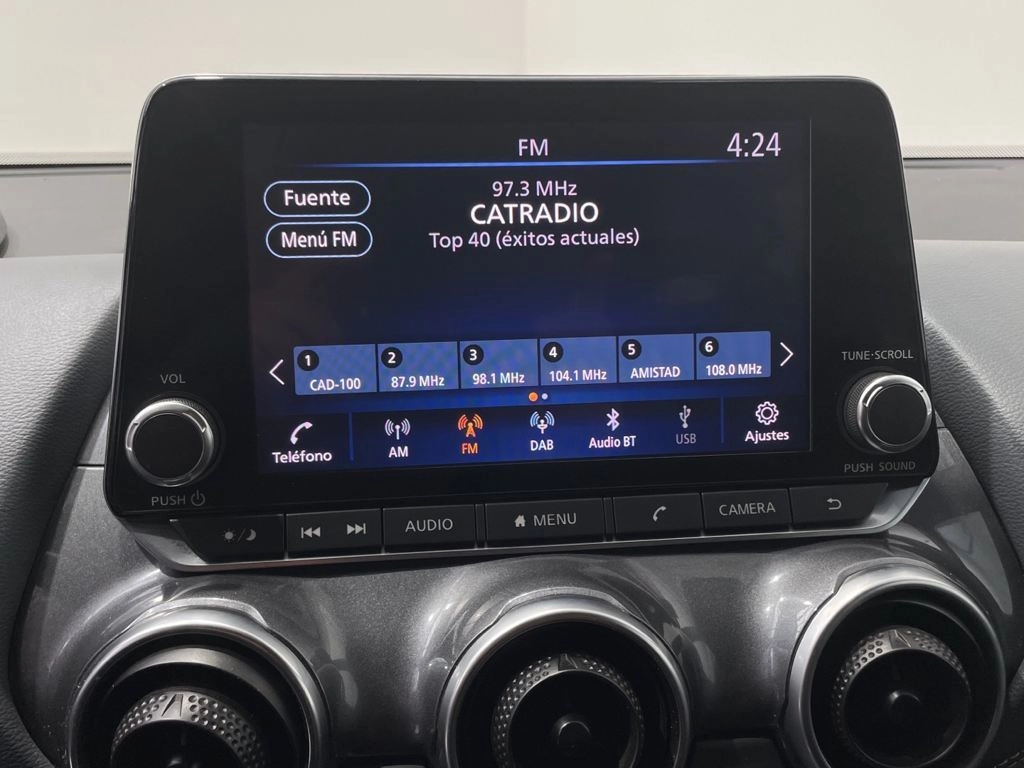 FM
4:24
Fuente
Menú FM
97.3 MHz
CATRADIO
Top 40 (éxitos actuales)
1 CAD-100
2 87.9 MHz
3 98.1 MHz
4 104.1 MHz
5 AMISTAD
6 108.0 MHz
Teléfono
AM
FM
DAB
Audio BT
USB
Ajustes
VOL
PUSH
TUNE·SCROLL
PUSH SOUND
AUDIO
MENU
CAMERA